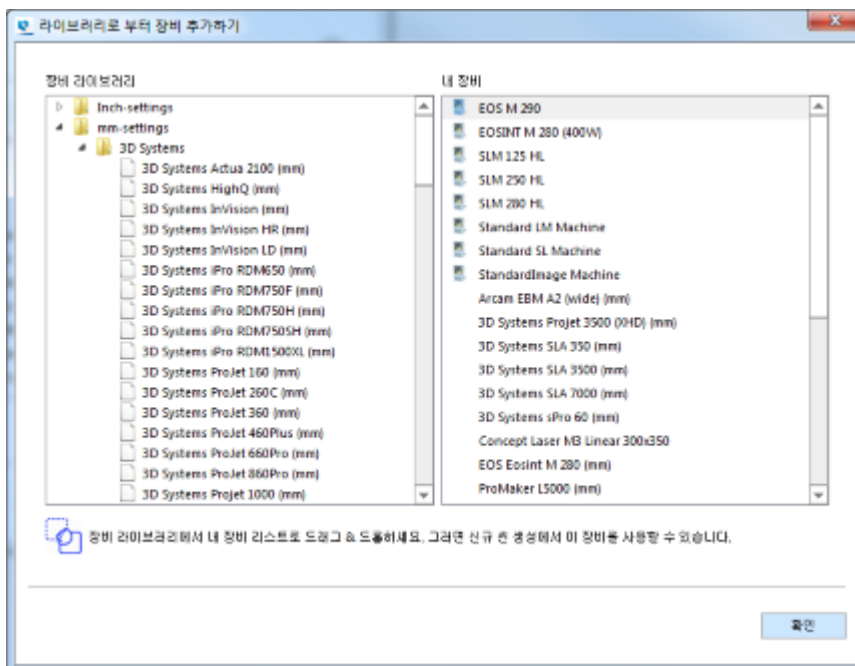 라이브러리로 부터 장비 추가하기
장비 라이브러리
Inch-settings
mm-settings
3D Systems
3D Systems Actua 2100 (mm)
3D Systems HighQ (mm)
3D Systems InVision (mm)
3D Systems InVision HR (mm)
3D Systems InVision LD (mm)
3D Systems iPro RDM650 (mm)
3D Systems iPro RDM750F (mm)
3D Systems iPro RDM750H (mm)
3D Systems iPro RDM750SH (mm)
3D Systems iPro RDM1500XL (mm)
3D Systems ProJet 160 (mm)
3D Systems ProJet 260C (mm)
3D Systems ProJet 360 (mm)
3D Systems ProJet 460Plus (mm)
3D Systems ProJet 660Pro (mm)
3D Systems ProJet 860Pro (mm)
3D Systems Projet 1000 (mm)
내 장비
EOS M 290
EOSINT M 280 (400W)
SLM 125 HL
SLM 250 HL
SLM 280 HL
Standard LM Machine
Standard SL Machine
StandardImage Machine
Arcam EBM A2 (wide) (mm)
3D Systems Projet 3500 (XHD) (mm)
3D Systems SLA 350 (mm)
3D Systems SLA 3500 (mm)
3D Systems SLA 7000 (mm)
3D Systems sPro 60 (mm)
Concept Laser M3 Linear 300x350
EOS Eosint M 280 (mm)
ProMaker L5000 (mm)
장비 라이브러리에서 내 장비 리스트로 드래그 & 드롭하세요. 그러면 신규 씬 생성에서 이 장비를 사용할 수 있습니다.
확인